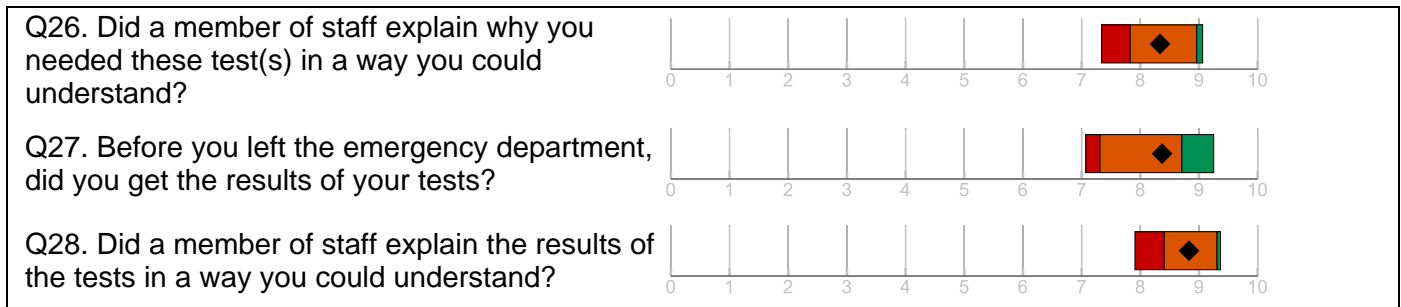 Q26. Did a member of staff explain why you
needed these test(s) in a way you could
understand?
0 1 2 3 4 5 6 7 8 9 10
Q27. Before you left the emergency department,
did you get the results of your tests?
0 1 2 3 4 5 6 7 8 9 10
Q28. Did a member of staff explain the results of
the tests in a way you could understand?
0 1 2 3 4 5 6 7 8 9 10